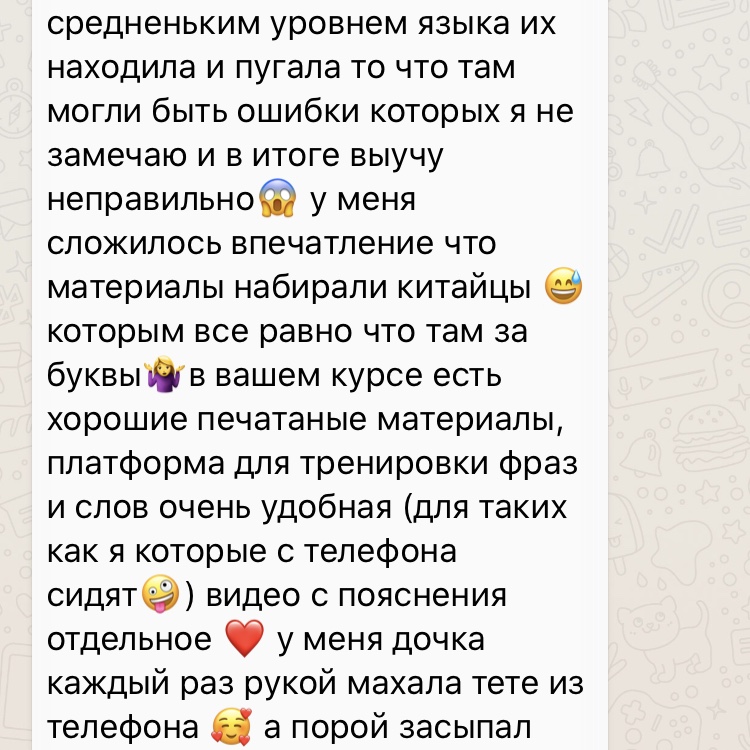 средненьким уровнем языка их
находила и пугала то что там
могли быть ошибки которых я не
замечаю и в итоге выучу
неправильно😱 у меня
сложилось впечатление что
материалы набирали китайцы 😅
которым все равно что там за
буквы🤷‍♀️в вашем курсе есть
хорошие печатаные материалы,
платформа для тренировки фраз
и слов очень удобная (для таких
как я которые с телефона
сидят🤪) видео с пояснения
отдельное ❤️ у меня дочка
каждый раз рукой махала тете из
телефона 🥰 а порой засыпал